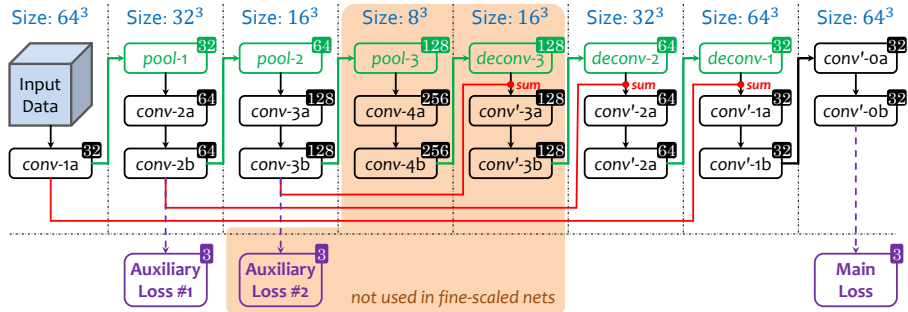 Size: 64³ Size: 32³ Size: 16³ Size: 8³ Size: 16³ Size: 32³ Size: 64³ Size: 64³
Input Data
conv-1a 32
pool-1 32
conv-2a 64
conv-2b 64
pool-2 64
conv-3a 128
conv-3b 128
pool-3 128
conv-4a 256
conv-4b 256
deconv-3 128
sum
conv'-3a 128
conv'-3b 128
deconv-2 64
sum
conv'-2a 64
conv'-2a 64
deconv-1 32
sum
conv'-1a 32
conv'-1b 32
conv'-0a 32
conv'-0b 32
Auxiliary 3
Loss #1
Auxiliary 3
Loss #2
not used in fine-scaled nets
Main 3
Loss